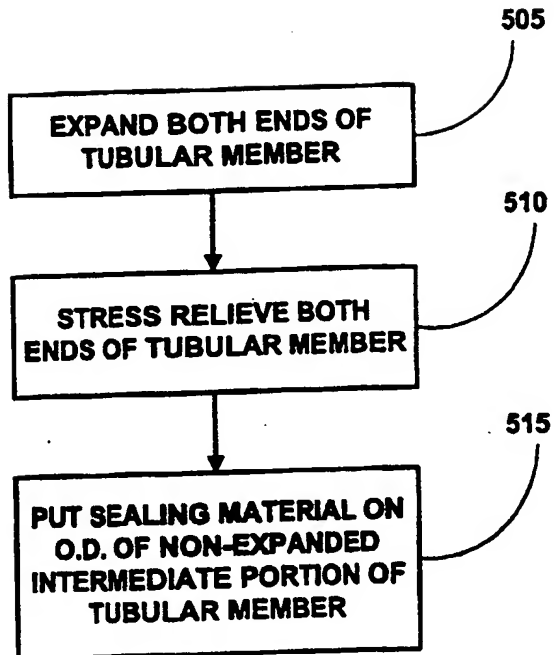 505
EXPAND BOTH ENDS OF
TUBULAR MEMBER
510
STRESS RELIEVE BOTH
ENDS OF TUBULAR MEMBER
515
PUT SEALING MATERIAL ON
O.D. OF NON-EXPANDED
INTERMEDIATE PORTION OF
TUBULAR MEMBER